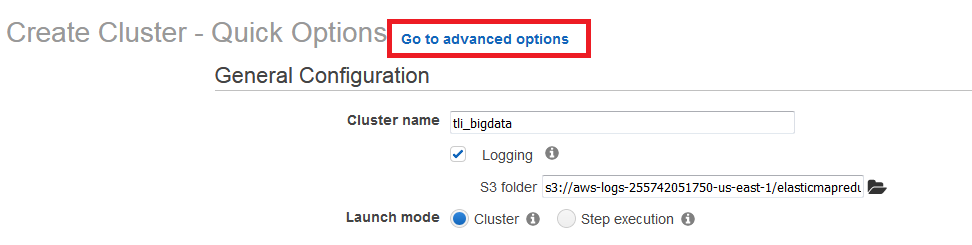 Create Cluster - Quick Options Go to advanced options
General Configuration
Cluster name tli_bigdata
Logging
S3 folder s3://aws-logs-255742051750-us-east-1/elasticmapredu
Launch mode Cluster Step execution